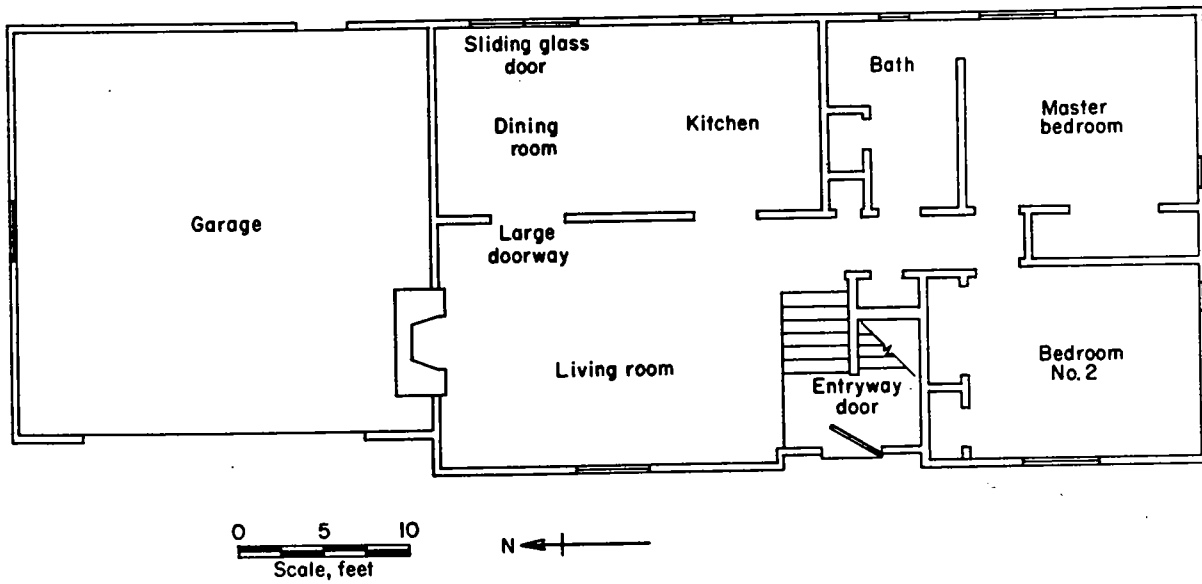 Sliding glass
door
Bath
Dining
room
Kitchen
Master
bedroom
Garage
Large
doorway
Living room
Entryway
door
Bedroom
No. 2
0 5 10
Scale, feet
N